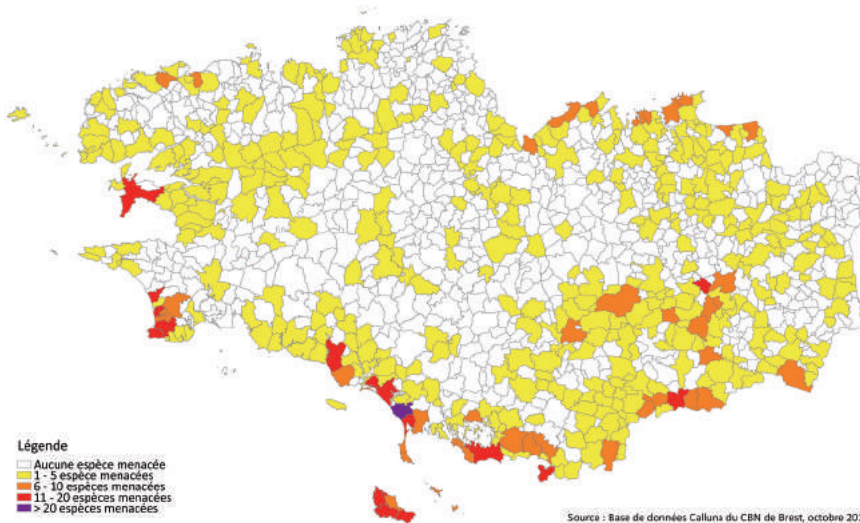 Légende
Aucune espèce menacée
1 - 5 espèce menacées
6 - 10 espèces menacées
11 - 20 espèces menacées
> 20 espèces menacées
Source : Base de données Calluna du CBN de Brest, octobre 202